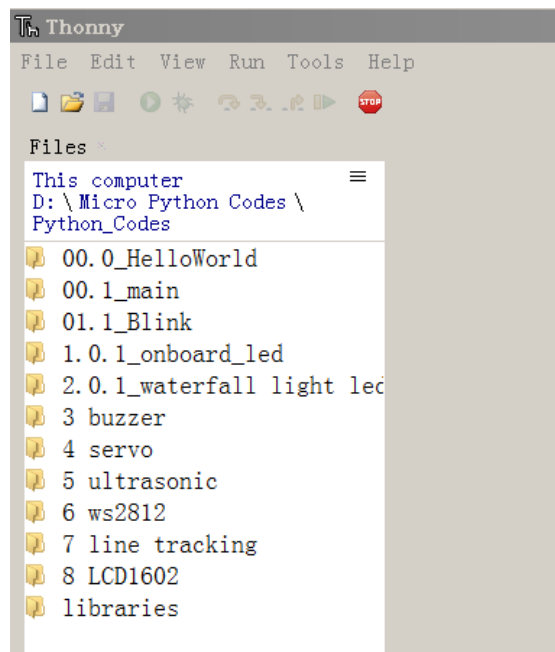 Th Thonny
File Edit View Run Tools Help
STOP
Files ×
This computer
D: \ Micro Python Codes \
Python_Codes
00.0_HelloWorld
00.1_main
01.1_Blink
1.0.1_onboard_led
2.0.1_waterfall light led
3 buzzer
4 servo
5 ultrasonic
6 ws2812
7 line tracking
8 LCD1602
libraries